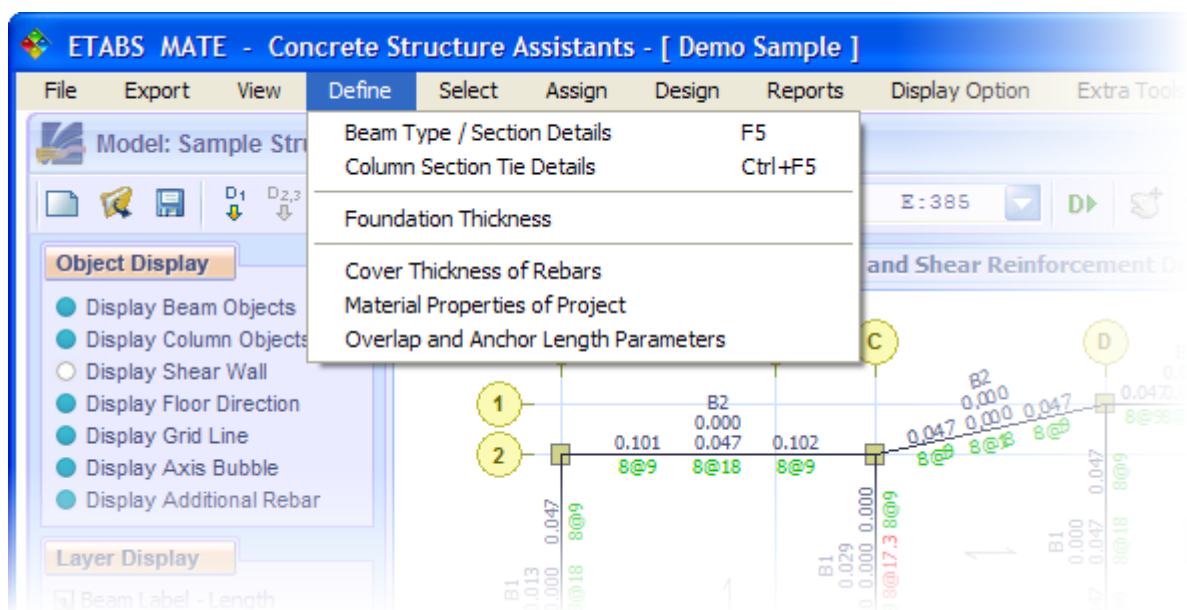 ETABS MATE - Concrete Structure Assistants - [ Demo Sample ]
File Export View Define Select Assign Design Reports Display Option Extra Tools
Model: Sample
Beam Type / Section Details F5
Column Section Tie Details Ctrl+F5
Foundation Thickness
Cover Thickness of Rebars
Material Properties of Project
Overlap and Anchor Length Parameters
D1 D2,3
E:385
D
and Shear Reinforcement
Object Display
Display Beam Objects
Display Column Objects
Display Shear Wall
Display Floor Direction
Display Grid Line
Display Axis Bubble
Display Additional Rebar
Layer Display
Beam Label - Length
C
D
1
2
B2
0.000
0.101 0.047 0.102
8@9 8@18 8@9
B2
0.000
0.047 0.000 0.047
8@9 8@18 8@9
0.047
8@9
B1
0.013
0.000
8@18
0.000
8@9
B1
0.029
0.000
8@17.3
0.047
8@9
B1
0.000
0.047
8@18